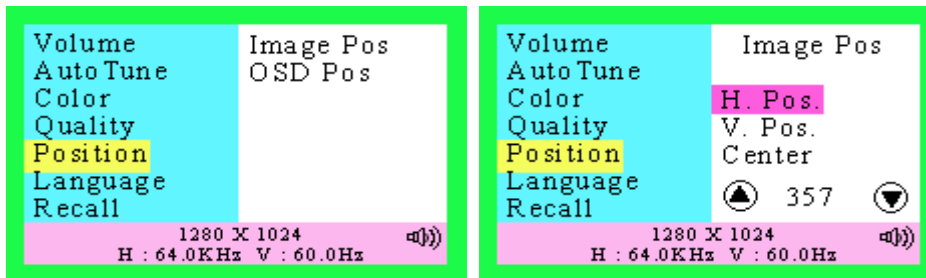 Volume
Auto Tune
Color
Quality
Position
Language
Recall
Image Pos
OSD Pos
1280 X 1024
H : 64.0KHz V : 60.0Hz
Volume
Auto Tune
Color
Quality
Position
Language
Recall
Image Pos
H. Pos.
V. Pos.
Center
357
1280 X 1024
H : 64.0KHz V : 60.0Hz